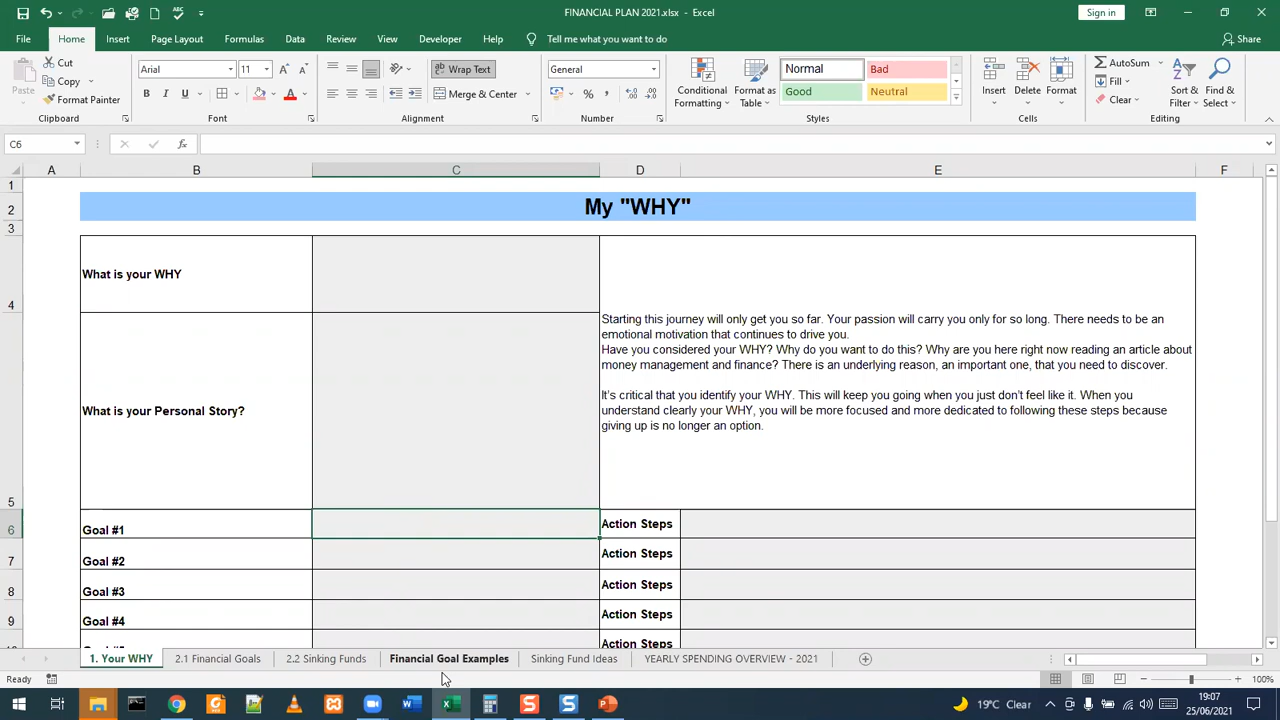 FINANCIAL PLAN 2021.xlsx - Excel
Sign in
File Home Insert Page Layout Formulas Data Review View Developer Help Tell me what you want to do Share
Paste
Cut
Copy
Format Painter
Clipboard
Arial 11
B I U
Font
Wrap Text
Merge & Center
Alignment
General
Number
Conditional Formatting
Format as Table
Normal Bad
Good Neutral
Styles
Insert Delete Format
Cells
AutoSum
Fill
Clear
Sort & Filter
Find & Select
Editing
C6 fx
A B C D E F
1
2 My "WHY"
3
4 What is your WHY
5 What is your Personal Story?
Starting this journey will only get you so far. Your passion will carry you only for so long. There needs to be an
emotional motivation that continues to drive you.
Have you considered your WHY? Why do you want to do this? Why are you here right now reading an article about
money management and finance? There is an underlying reason, an important one, that you need to discover.
It's critical that you identify your WHY. This will keep you going when you just don't feel like it. When you
understand clearly your WHY, you will be more focused and more dedicated to following these steps because
giving up is no longer an option.
6 Goal #1 Action Steps
7 Goal #2 Action Steps
8 Goal #3 Action Steps
9 Goal #4 Action Steps
Action Steps
1. Your WHY 2.1 Financial Goals 2.2 Sinking Funds Financial Goal Examples Sinking Fund Ideas YEARLY SPENDING OVERVIEW - 2021
Ready 100%
19°C Clear 19:07
25/06/2021